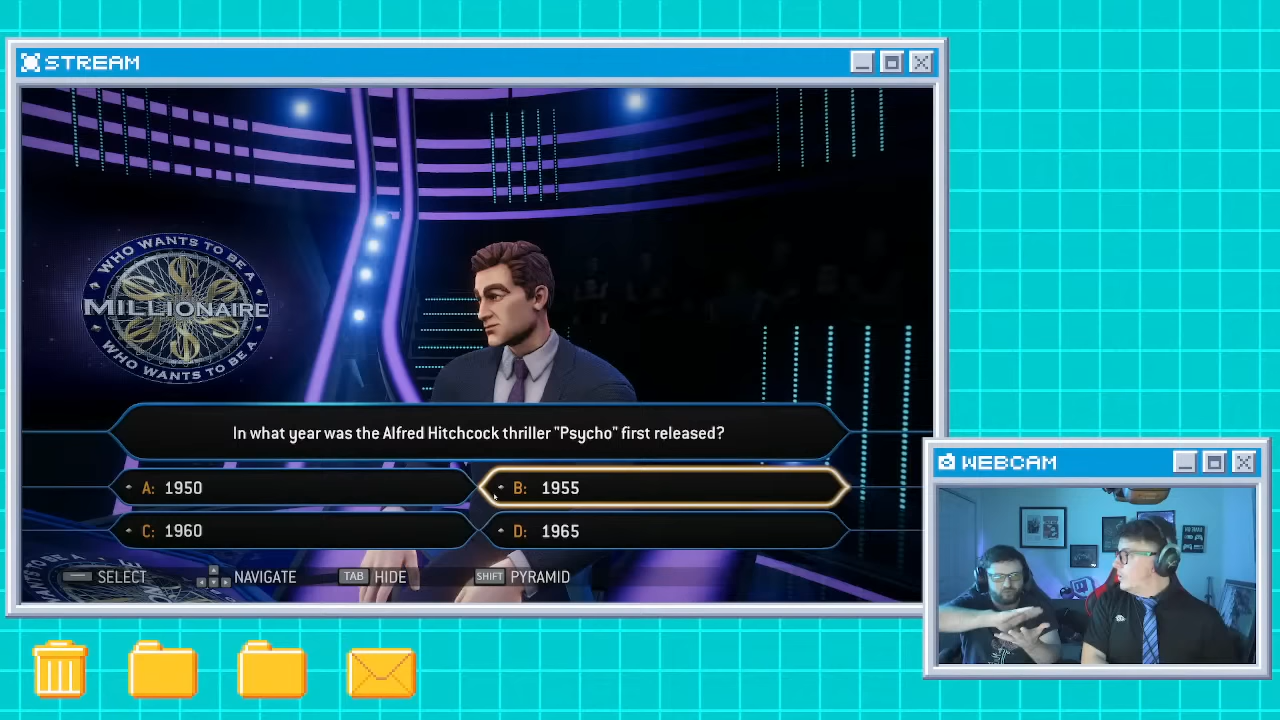 STREAM
WHO WANTS TO BE A
MILLIONAIRE
WHO WANTS TO BE A
In what year was the Alfred Hitchcock thriller "Psycho" first released?
A: 1950
B: 1955
C: 1960
D: 1965
SELECT
NAVIGATE
TAB HIDE
SHIFT PYRAMID
WEBCAM